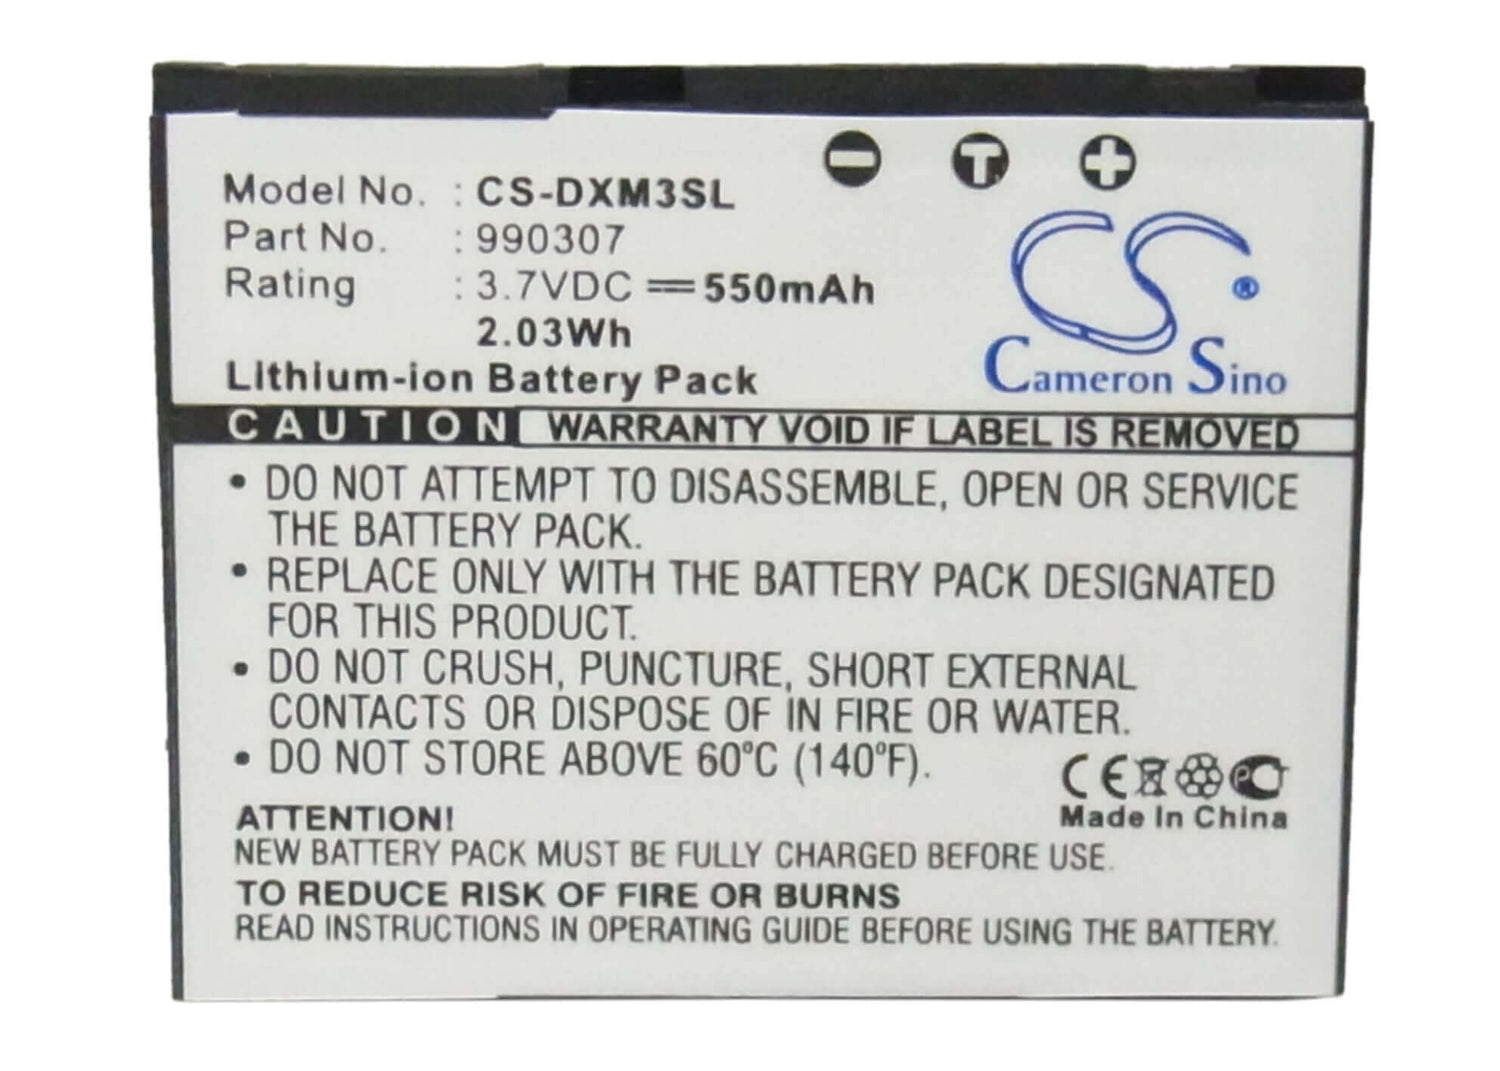 Model No. : CS-DXM3SL
Part No. : 990307
Rating : 3.7VDC ⎓ 550mAh
2.03Wh
Lithium-ion Battery Pack
− T +
CS ®
Cameron Sino
CAUTION WARRANTY VOID IF LABEL IS REMOVED
• DO NOT ATTEMPT TO DISASSEMBLE, OPEN OR SERVICE
THE BATTERY PACK.
• REPLACE ONLY WITH THE BATTERY PACK DESIGNATED
FOR THIS PRODUCT.
• DO NOT CRUSH, PUNCTURE, SHORT EXTERNAL
CONTACTS OR DISPOSE OF IN FIRE OR WATER.
• DO NOT STORE ABOVE 60°C (140°F).
CE PC
Made In China
ATTENTION!
NEW BATTERY PACK MUST BE FULLY CHARGED BEFORE USE.
TO REDUCE RISK OF FIRE OR BURNS
READ INSTRUCTIONS IN OPERATING GUIDE BEFORE USING THE BATTERY.